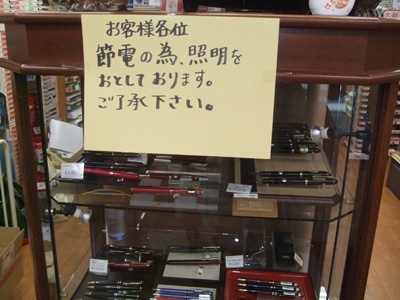 お客様各位
節電の為、照明を
おとしております。
ご了承下さい。